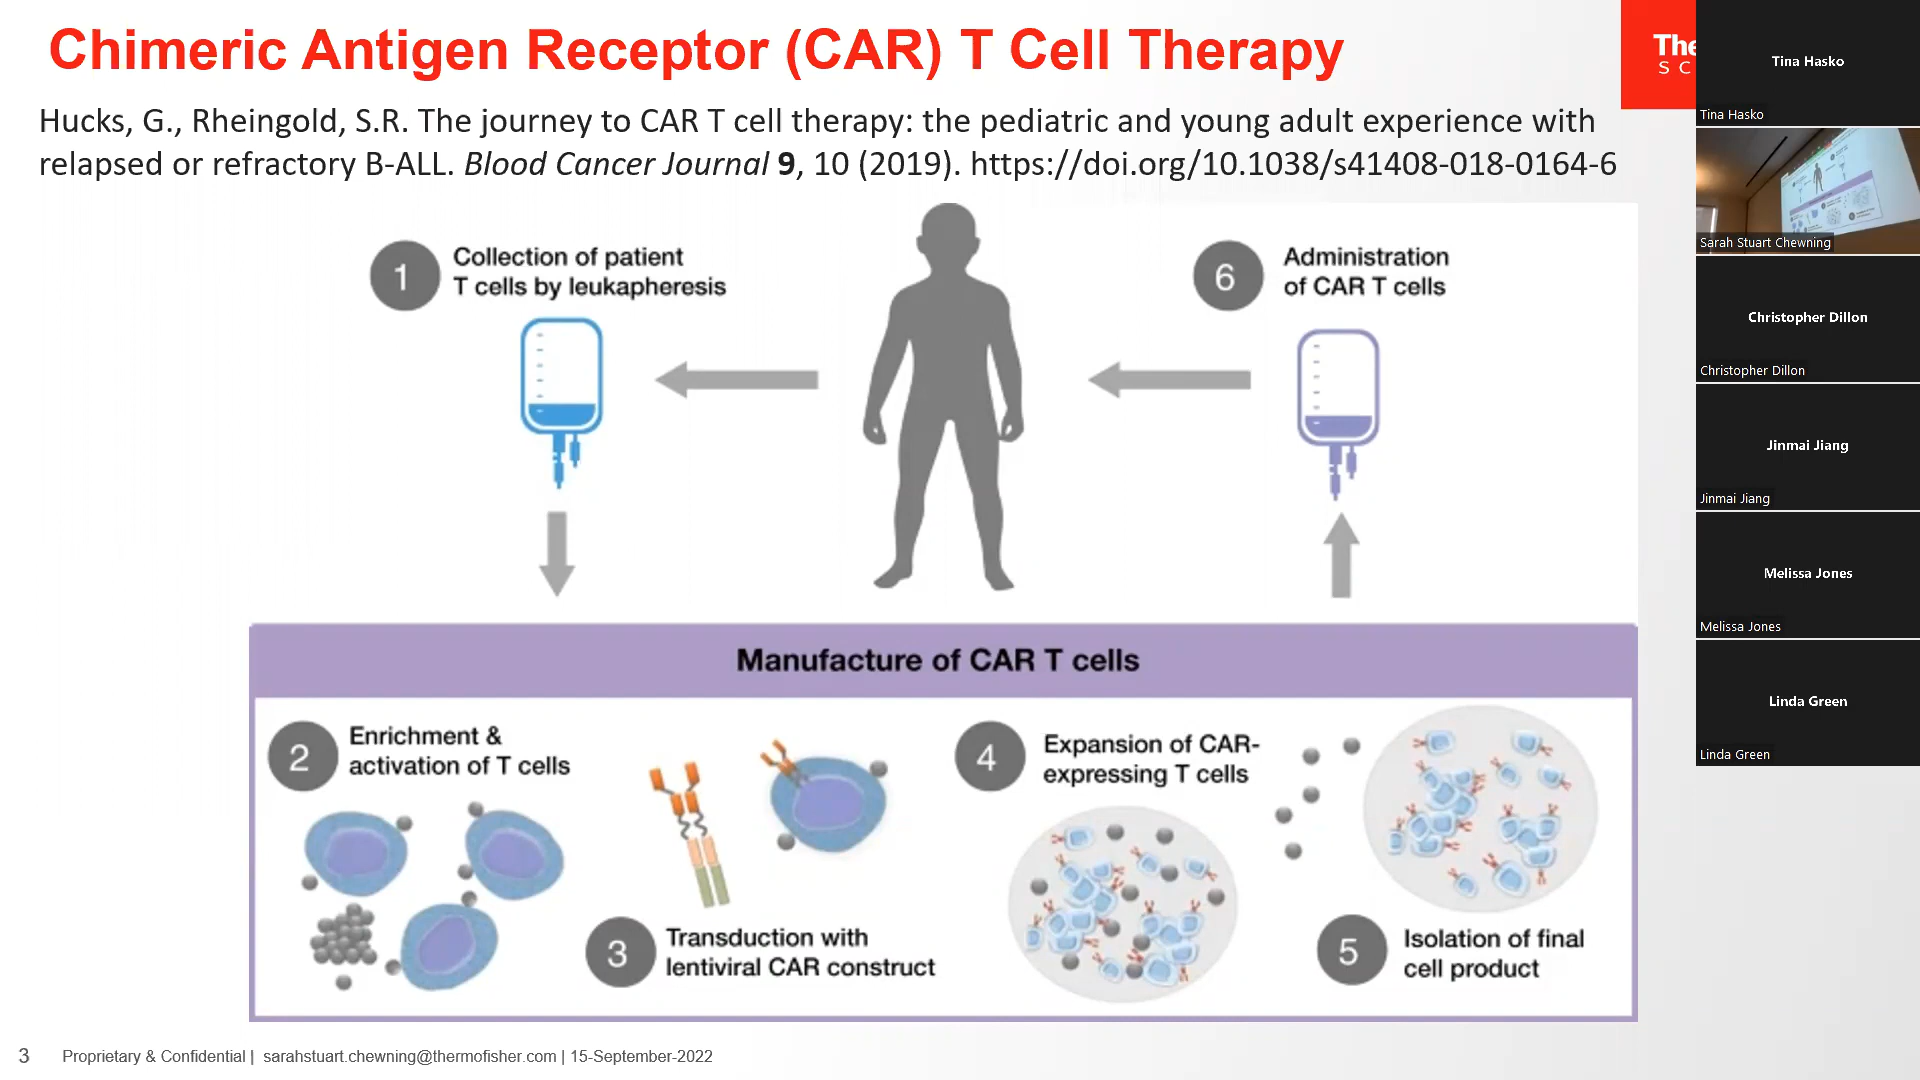 Chimeric Antigen Receptor (CAR) T Cell Therapy
Hucks, G., Rheingold, S.R. The journey to CAR T cell therapy: the pediatric and young adult experience with
relapsed or refractory B-ALL. Blood Cancer Journal 9, 10 (2019). https://doi.org/10.1038/s41408-018-0164-6
1
Collection of patient
T cells by leukapheresis
6
Administration
of CAR T cells
Manufacture of CAR T cells
2
Enrichment &
activation of T cells
3
Transduction with
lentiviral CAR construct
4
Expansion of CAR-
expressing T cells
5
Isolation of final
cell product
3
Proprietary & Confidential | sarahstuart.chewning@thermofisher.com | 15-September-2022
The
S C
Tina Hasko
Tina Hasko
Sarah Stuart Chewning
Christopher Dillon
Christopher Dillon
Jinmai Jiang
Jinmai Jiang
Melissa Jones
Melissa Jones
Linda Green
Linda Green